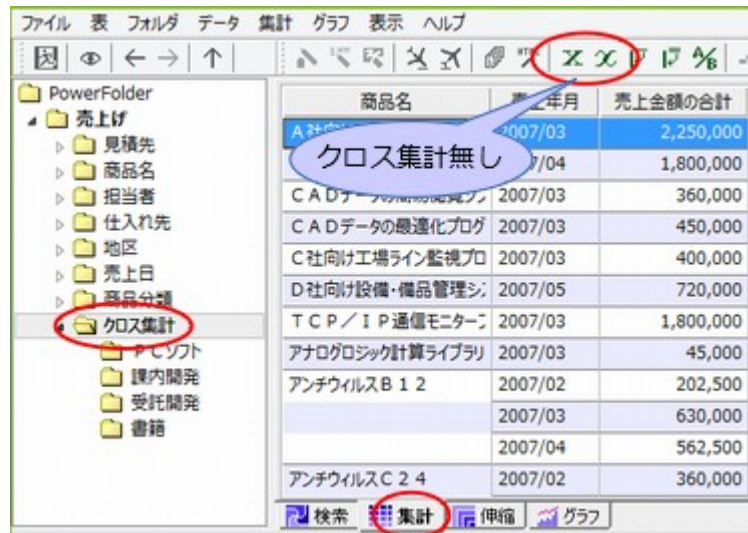 ファイル 表 フォルダ データ 集計 グラフ 表示 ヘルプ
PowerFolder
売上げ
見積先
商品名
担当者
仕入れ先
地区
売上日
商品分類
クロス集計
PCソフト
課内開発
受託開発
書籍
クロス集計無し
商品名 売上年月 売上金額の合計
A社向け 2007/03 2,250,000
/04 1,800,000
CADデータの簡易閲覧ソフ 2007/03 360,000
CADデータの最適化プログ 2007/03 450,000
C社向け工場ライン監視プロ 2007/03 400,000
D社向け設備・備品管理シ 2007/05 720,000
TCP/IP通信モニター 2007/03 1,800,000
アナログロジック計算ライブラリ 2007/03 45,000
アンチウィルスB12 2007/02 202,500
2007/03 630,000
2007/04 562,500
アンチウィルスC24 2007/02 360,000
検索 集計 伸縮 グラフ